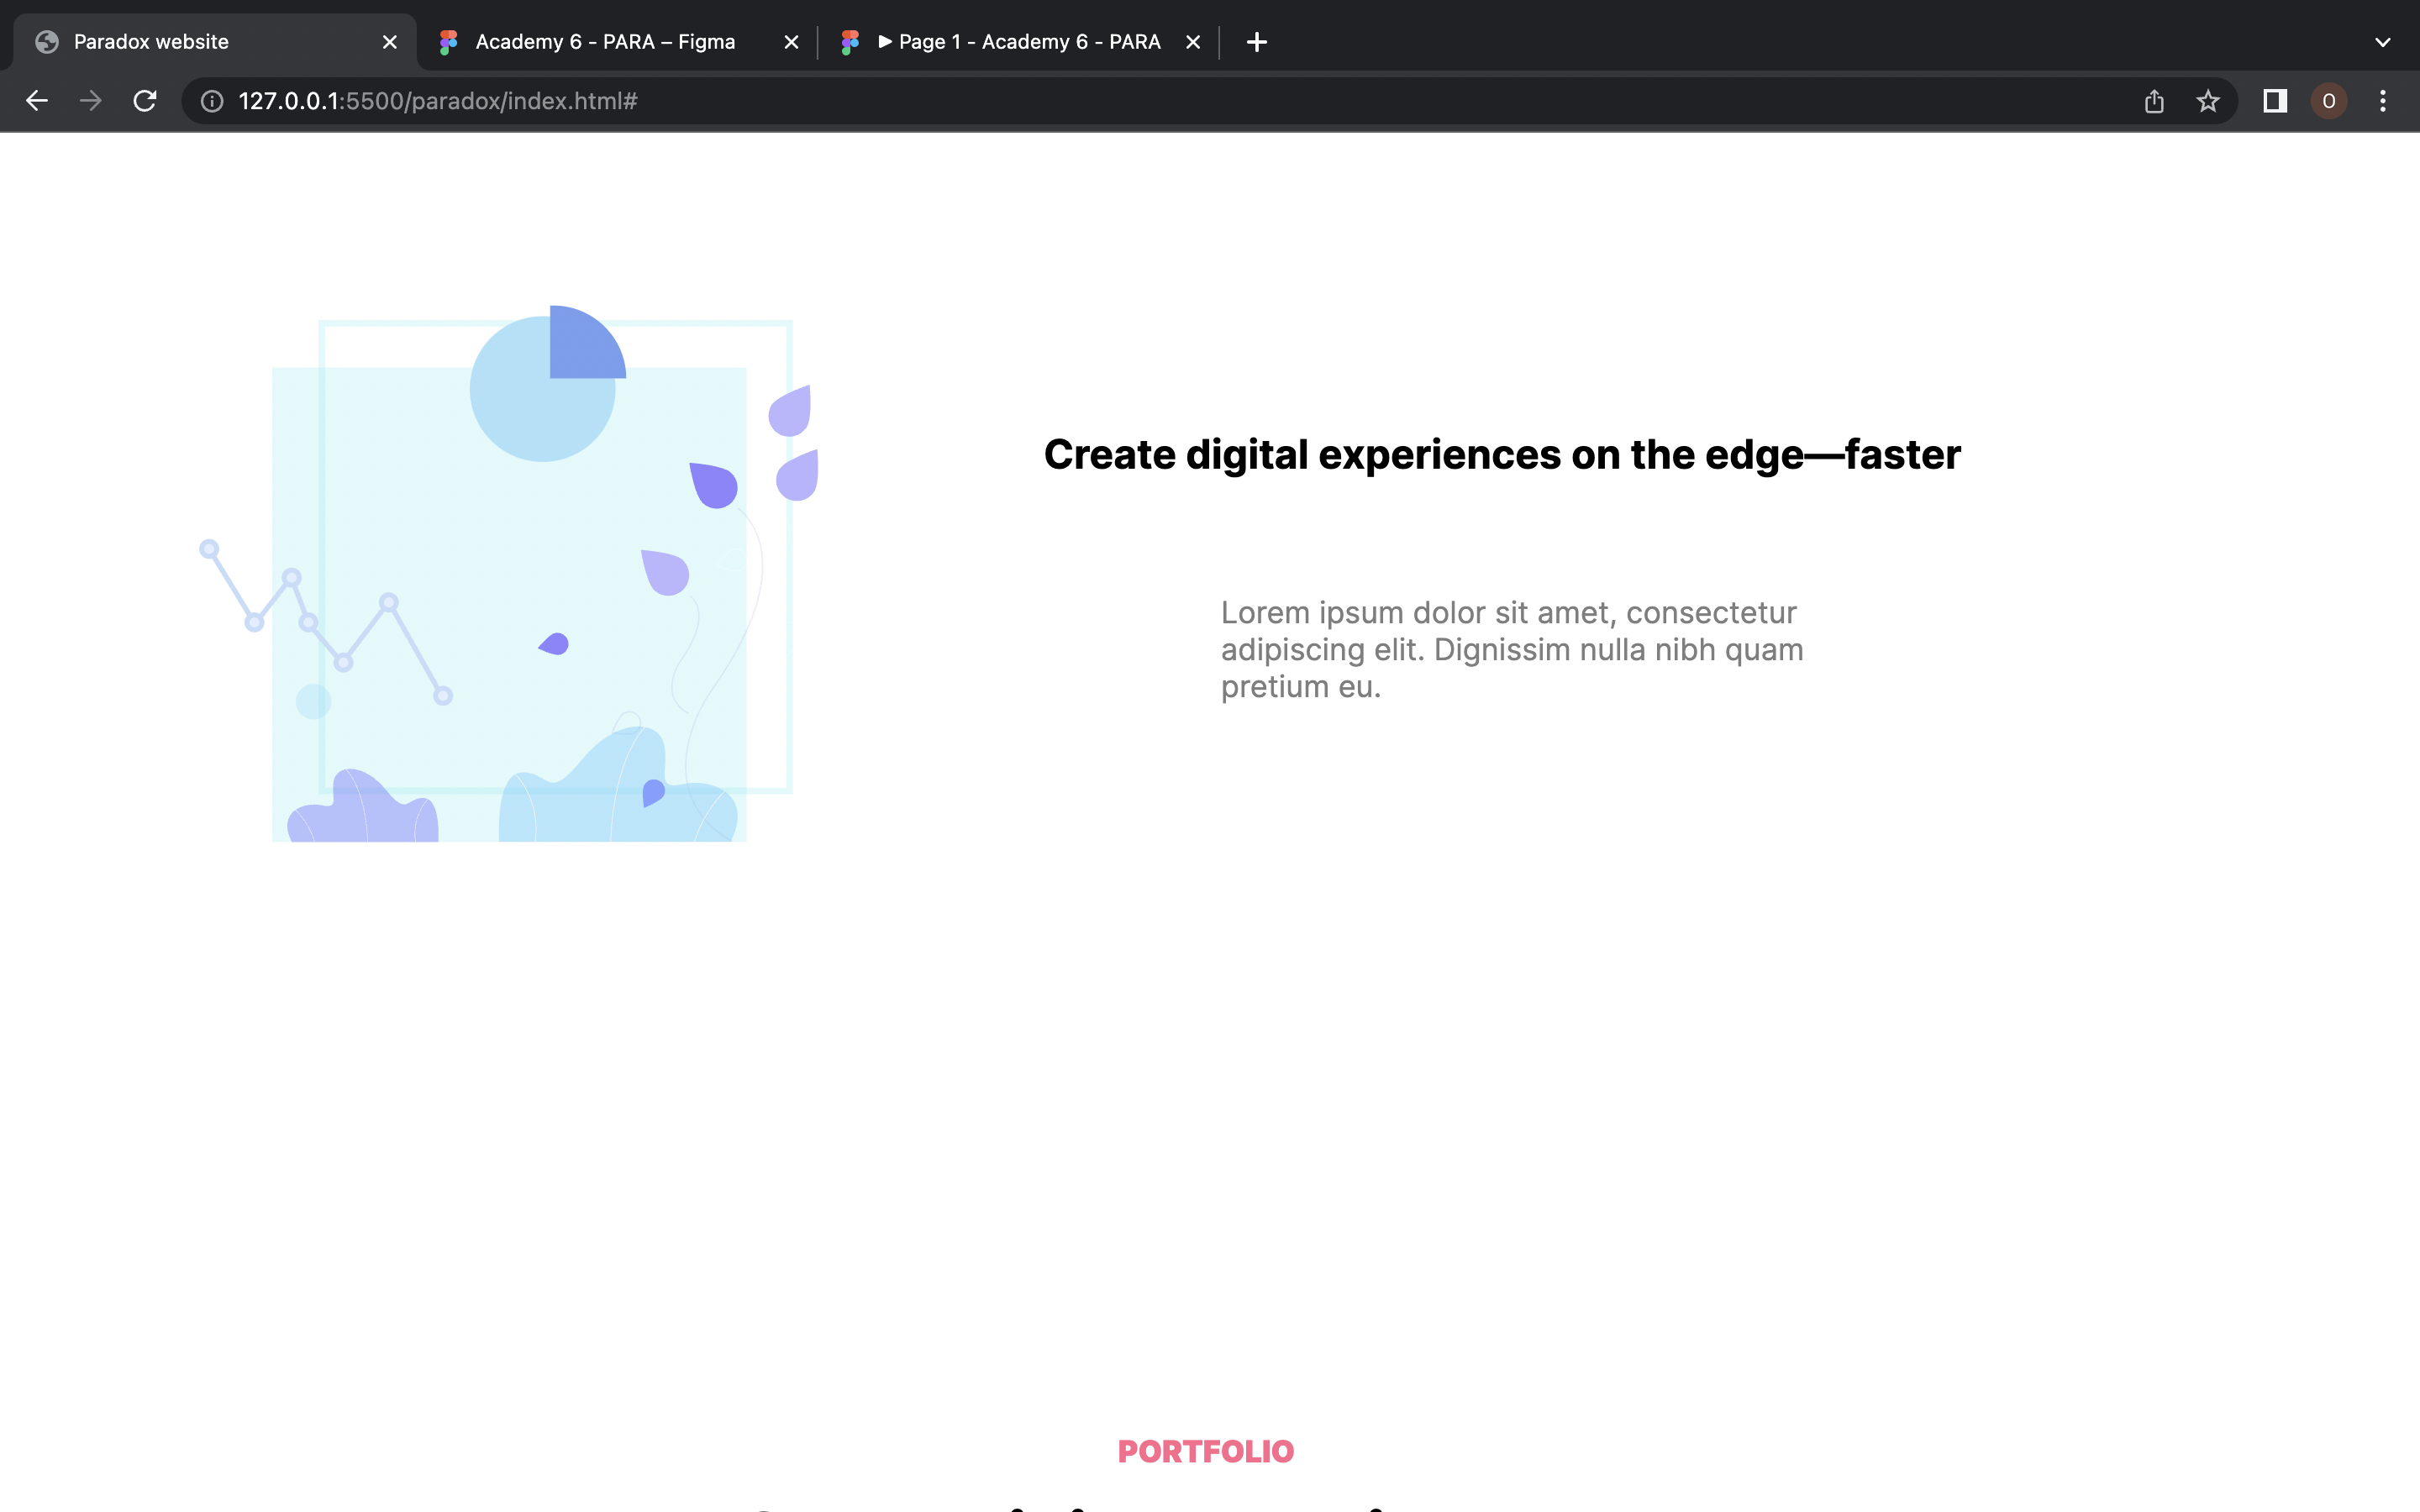 Paradox website
Academy 6 - PARA – Figma
Page 1 - Academy 6 - PARA
127.0.0.1:5500/paradox/index.html#
O
Create digital experiences on the edge—faster
Lorem ipsum dolor sit amet, consectetur
adipiscing elit. Dignissim nulla nibh quam
pretium eu.
PORTFOLIO